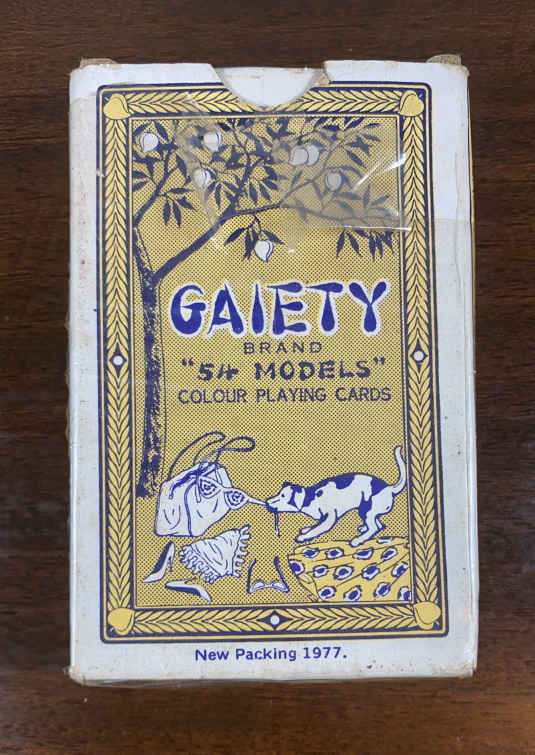 GAIETY
BRAND
"54 MODELS"
COLOUR PLAYING CARDS
New Packing 1977.